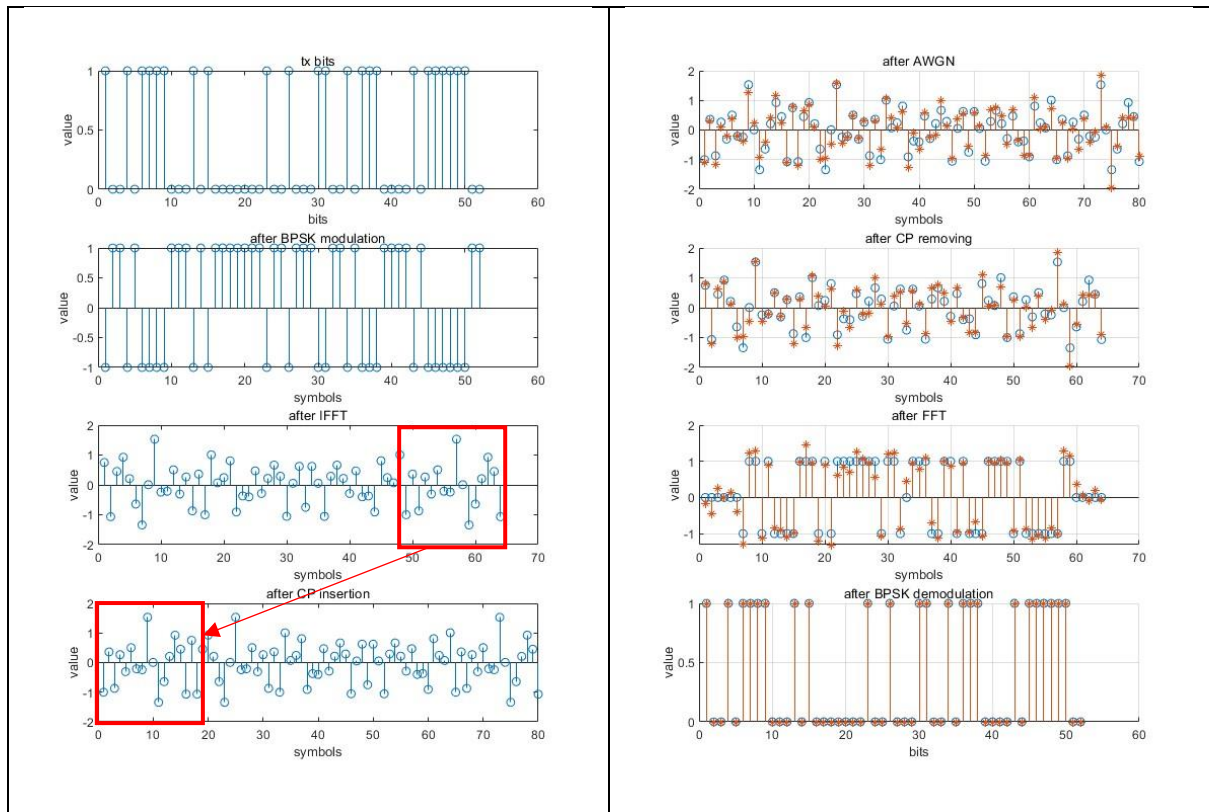 tx bits
1
0.5
0
value
0 10 20 30 40 50 60
bits
after BPSK modulation
1
0.5
0
-0.5
-1
value
0 10 20 30 40 50 60
symbols
after IFFT
2
1
0
-1
-2
value
0 10 20 30 40 50 60 70
symbols
after CP insertion
2
1
0
-1
-2
value
0 10 20 30 40 50 60 70 80
symbols
after AWGN
2
1
0
-1
-2
value
0 10 20 30 40 50 60 70 80
symbols
after CP removing
2
1
0
-1
-2
value
0 10 20 30 40 50 60 70
symbols
after FFT
2
1
0
-1
value
0 10 20 30 40 50 60 70
symbols
after BPSK demodulation
1
0.5
0
value
0 10 20 30 40 50 60
bits